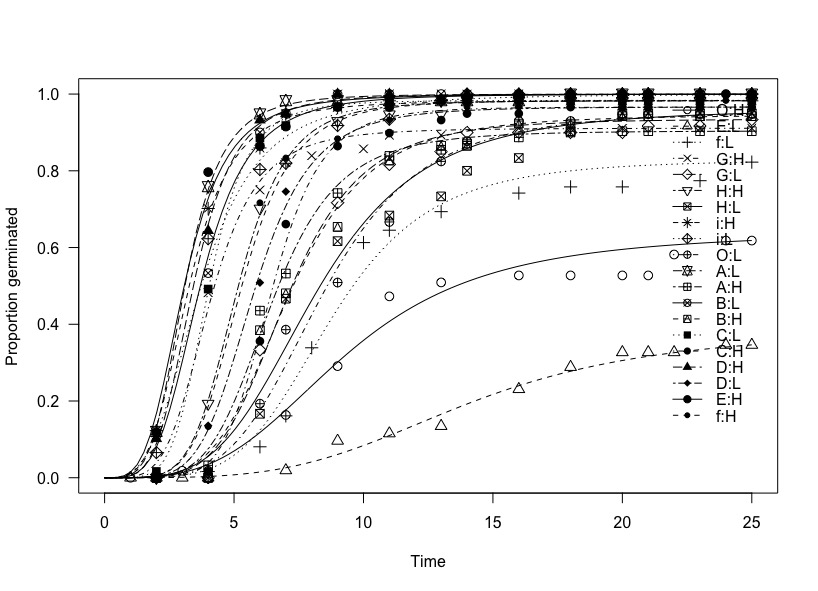 Proportion germinated
1.0
0.8
0.6
0.4
0.2
0.0
0
5
10
15
20
25
Time
O:H
F:L
f:L
G:H
G:L
H:H
H:L
i:H
i:L
O:L
A:L
A:H
B:L
B:H
C:L
C:H
D:H
D:L
E:H
f:H